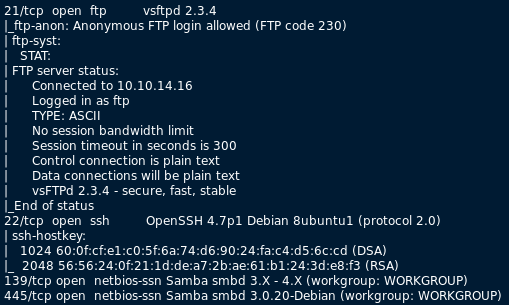 21/tcp  open  ftp         vsftpd 2.3.4
|_ftp-anon: Anonymous FTP login allowed (FTP code 230)
| ftp-syst:
|   STAT:
| FTP server status:
|      Connected to 10.10.14.16
|      Logged in as ftp
|      TYPE: ASCII
|      No session bandwidth limit
|      Session timeout in seconds is 300
|      Control connection is plain text
|      Data connections will be plain text
|      vsFTPd 2.3.4 - secure, fast, stable
|_End of status
22/tcp  open  ssh         OpenSSH 4.7p1 Debian 8ubuntu1 (protocol 2.0)
| ssh-hostkey:
|   1024 60:0f:cf:e1:c0:5f:6a:74:d6:90:24:fa:c4:d5:6c:cd (DSA)
|_  2048 56:56:24:0f:21:1d:de:a7:2b:ae:61:b1:24:3d:e8:f3 (RSA)
139/tcp open  netbios-ssn Samba smbd 3.X - 4.X (workgroup: WORKGROUP)
445/tcp open  netbios-ssn Samba smbd 3.0.20-Debian (workgroup: WORKGROUP)